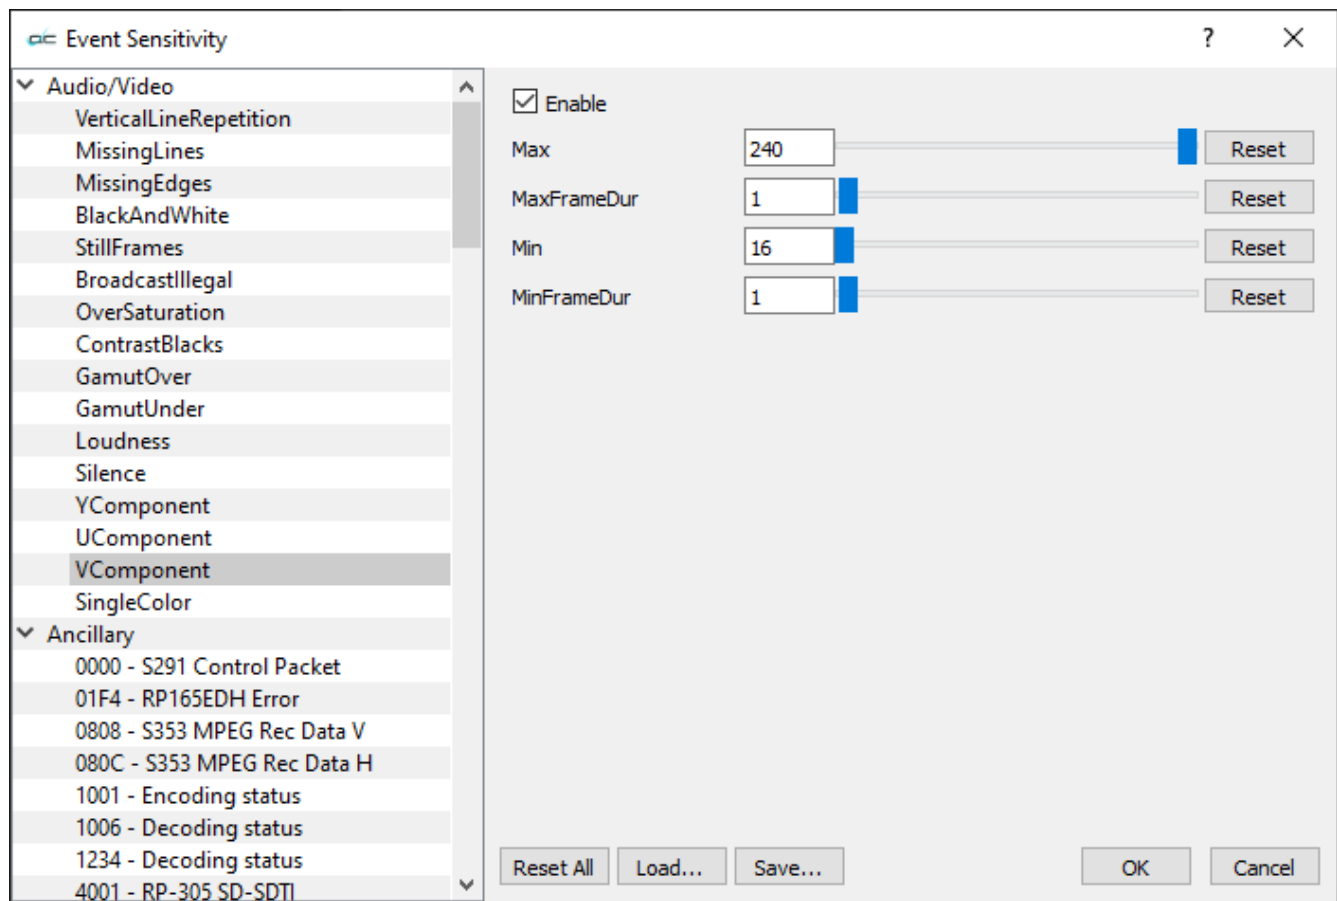 Event Sensitivity
?
Audio/Video
VerticalLineRepetition
MissingLines
MissingEdges
BlackAndWhite
StillFrames
BroadcastIllegal
OverSaturation
ContrastBlacks
GamutOver
GamutUnder
Loudness
Silence
YComponent
UComponent
VComponent
SingleColor
Ancillary
0000 - S291 Control Packet
01F4 - RP165EDH Error
0808 - S353 MPEG Rec Data V
080C - S353 MPEG Rec Data H
1001 - Encoding status
1006 - Decoding status
1234 - Decoding status
4001 - RP-305 SD-SDTI
Enable
Max 240 Reset
MaxFrameDur 1 Reset
Min 16 Reset
MinFrameDur 1 Reset
Reset All Load... Save... OK Cancel